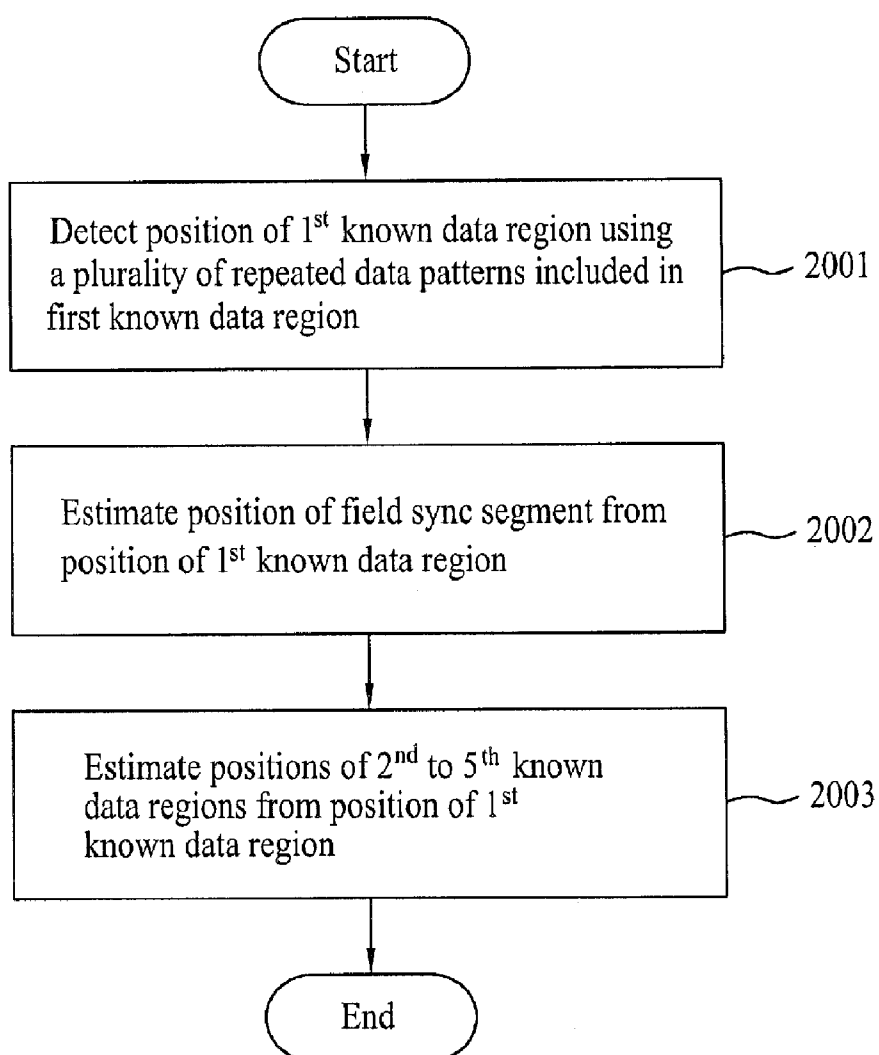 Start
Detect position of 1st known data region using
a plurality of repeated data patterns included in
first known data region
2001
Estimate position of field sync segment from
position of 1st known data region
2002
Estimate positions of 2nd to 5th known
data regions from position of 1st
known data region
2003
End